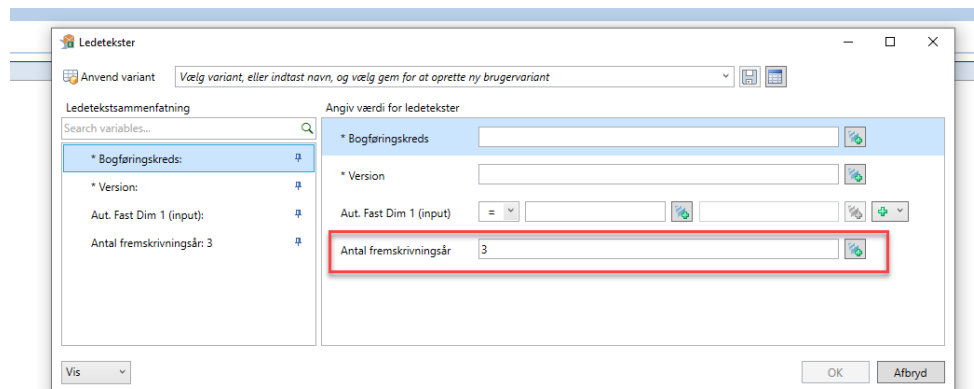 Ledetekster
Anvend variant Vælg variant, eller indtast navn, og vælg gem for at oprette ny brugervariant
Ledetekstsammenfatning
Search variables...
* Bogføringskreds:
* Version:
Aut. Fast Dim 1 (input):
Antal fremskrivningsår: 3
Angiv værdi for ledetekster
* Bogføringskreds
* Version
Aut. Fast Dim 1 (input) =
Antal fremskrivningsår 3
Vis
OK Afbryd